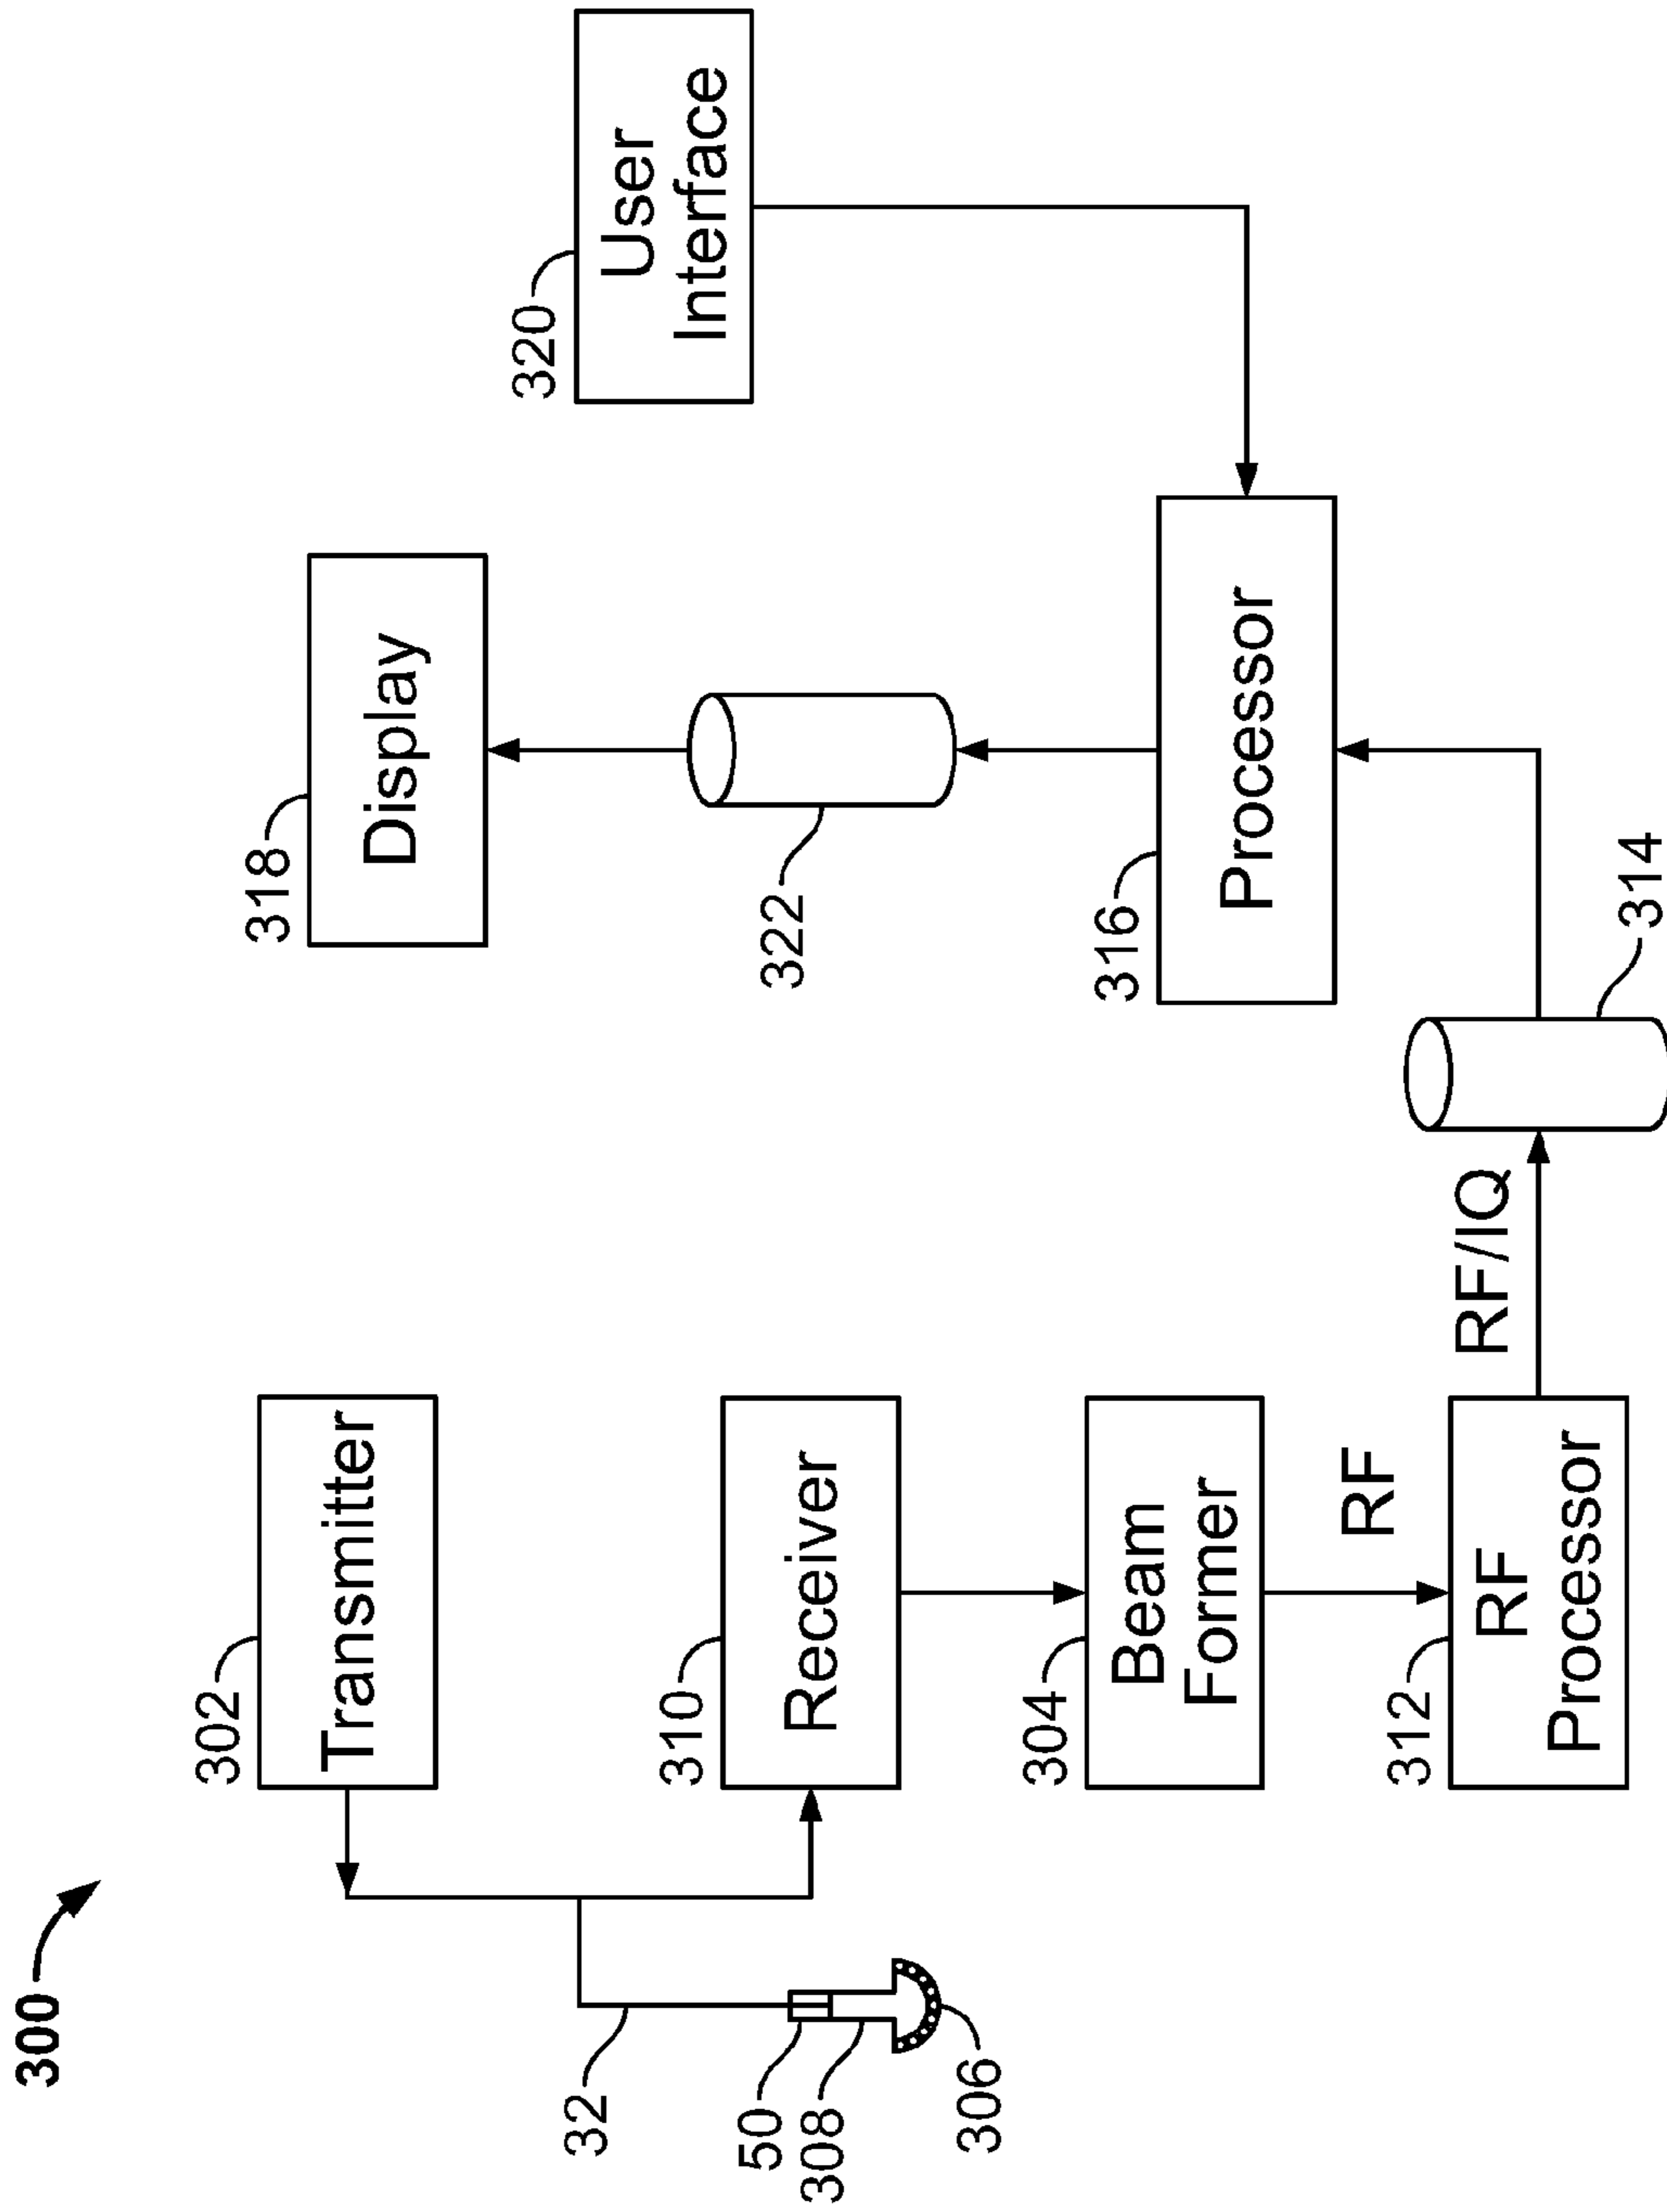 300
302
Transmitter
32
50
308
306
310
Receiver
304
Beam
Former
RF
312
RF
Processor
RF/IQ
314
316
Processor
322
318
Display
320
User
Interface